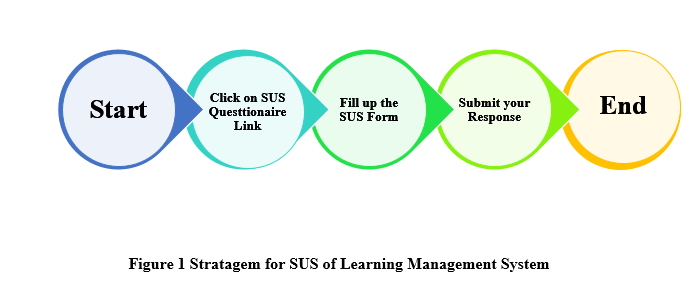 Start
Click on SUS
Questtionaire
Link
Fill up the
SUS Form
Submit your
Response
End
Figure 1 Stratagem for SUS of Learning Management System